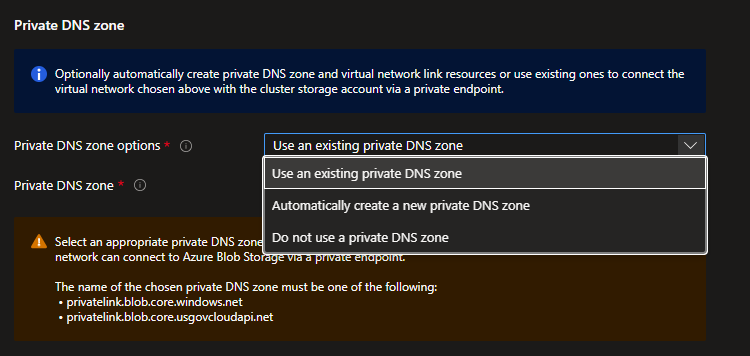 Private DNS zone
Optionally automatically create private DNS zone and virtual network link resources or use existing ones to connect the
virtual network chosen above with the cluster storage account via a private endpoint.
Private DNS zone options *
Use an existing private DNS zone
Use an existing private DNS zone
Private DNS zone *
Automatically create a new private DNS zone
Do not use a private DNS zone
Select an appropriate private DNS zone
network can connect to Azure Blob Storage via a private endpoint.
The name of the chosen private DNS zone must be one of the following:
• privatelink.blob.core.windows.net
• privatelink.blob.core.usgovcloudapi.net